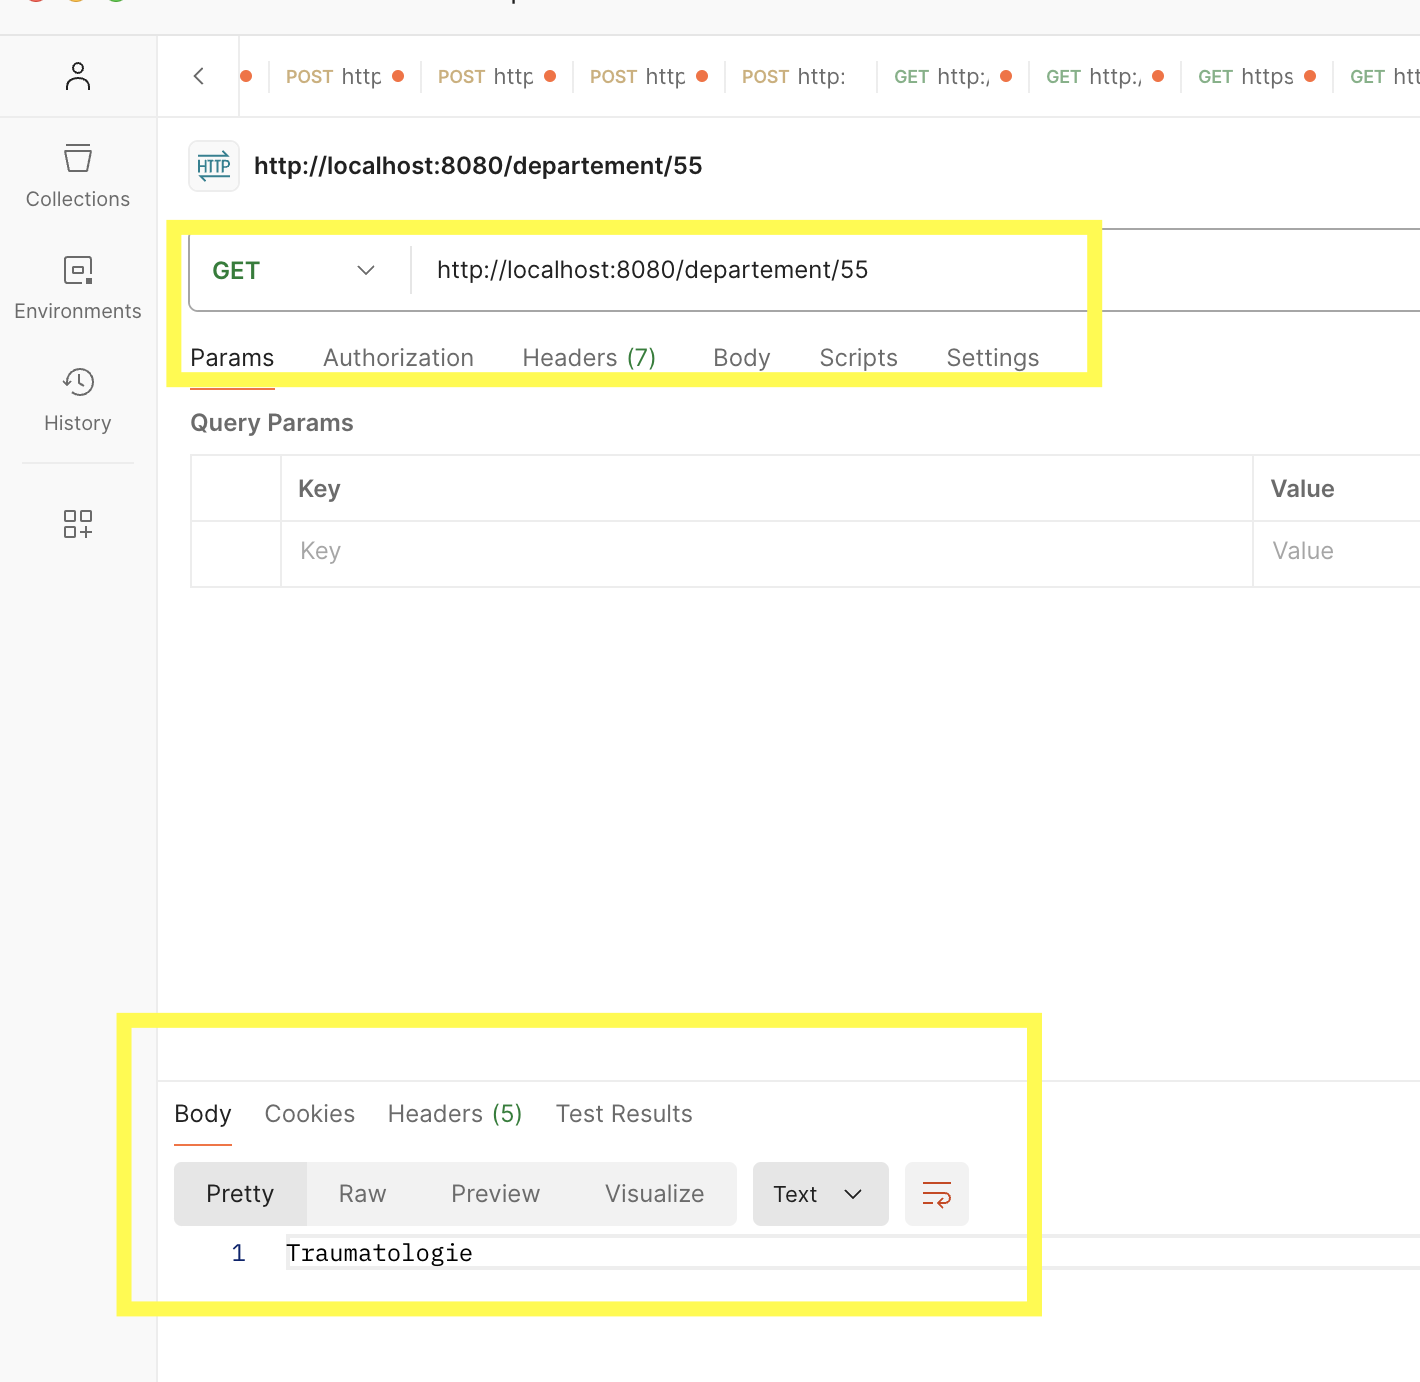 POST http POST http POST http POST http: GET http:/ GET http:/ GET https GET htt
http://localhost:8080/departement/55
Collections
Environments
History
GET http://localhost:8080/departement/55
Params Authorization Headers (7) Body Scripts Settings
Query Params
Key Value
Key Value
Body Cookies Headers (5) Test Results
Pretty Raw Preview Visualize Text
1 Traumatologie